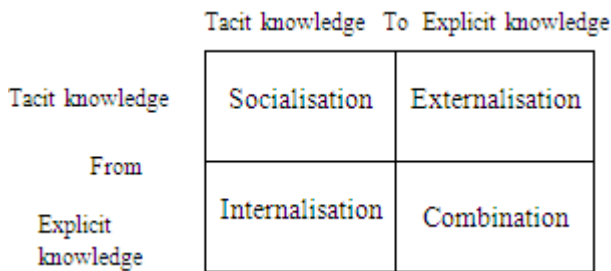 Tacit knowledge To Explicit knowledge
Tacit knowledge Socialisation Externalisation
From
Internalisation Combination
Explicit
knowledge